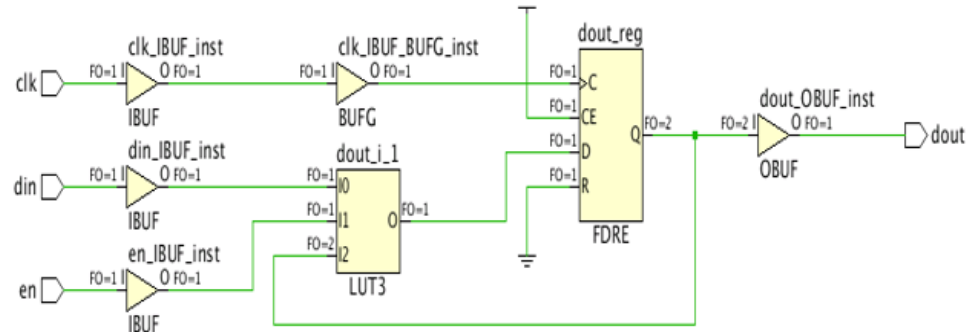 clk_IBUF_inst
clk_IBUF_BUFG_inst
dout_reg
clk
FO=1 I O FO=1
IBUF
FO=1 I O FO=1
BUFG
FO=1 C
FO=1 CE
FO=1 D
FO=1 R
Q FO=2
FDRE
dout_OBUF_inst
FO=2 I O FO=1
OBUF
dout
din_IBUF_inst
din
FO=1 I O FO=1
IBUF
dout_i_1
FO=1 I0
FO=1 I1
FO=2 I2
O FO=1
LUT3
en_IBUF_inst
en
FO=1 I O FO=1
IBUF